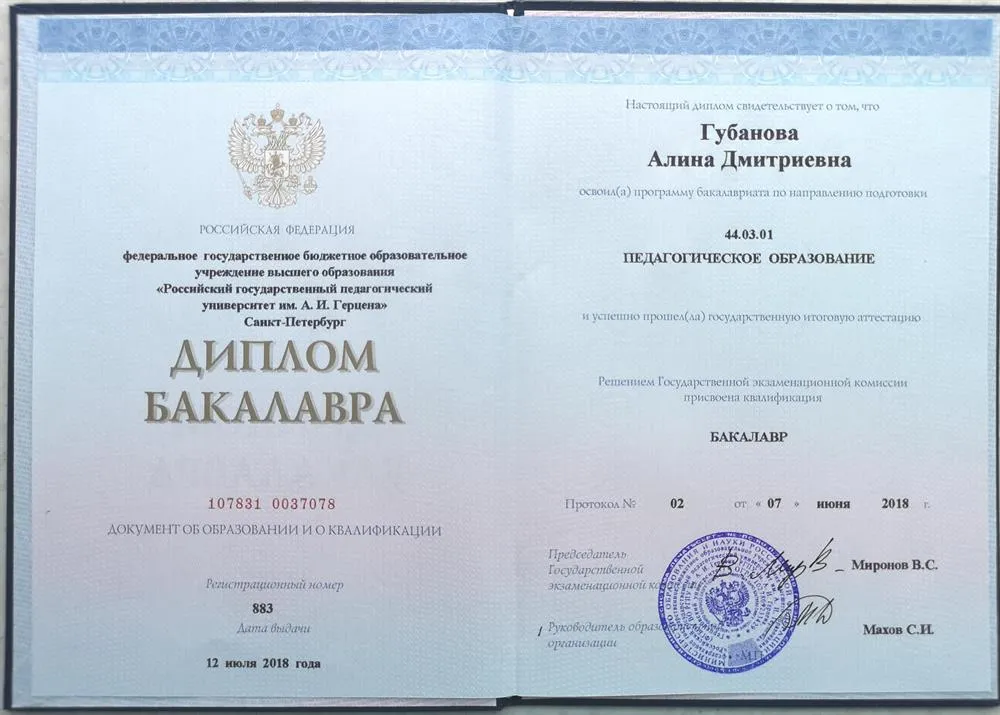 РОССИЙСКАЯ ФЕДЕРАЦИЯ
федеральное государственное бюджетное образовательное
учреждение высшего образования
«Российский государственный педагогический
университет им. А. И. Герцена»
Санкт-Петербург
ДИПЛОМ
БАКАЛАВРА
107831 0037078
ДОКУМЕНТ ОБ ОБРАЗОВАНИИ И О КВАЛИФИКАЦИИ
Регистрационный номер
883
Дата выдачи
12 июля 2018 года
Настоящий диплом свидетельствует о том, что
Губанова
Алина Дмитриевна
освоил(а) программу бакалавриата по направлению подготовки
44.03.01
ПЕДАГОГИЧЕСКОЕ ОБРАЗОВАНИЕ
и успешно прошел(ла) государственную итоговую аттестацию
Решением Государственной экзаменационной комиссии
присвоена квалификация
БАКАЛАВР
Протокол № 02 от « 07 » июня 2018 г.
Председатель
Государственной
экзаменационной
Миронов В.С.
Руководитель
организации
Махов С.И.
М.П.